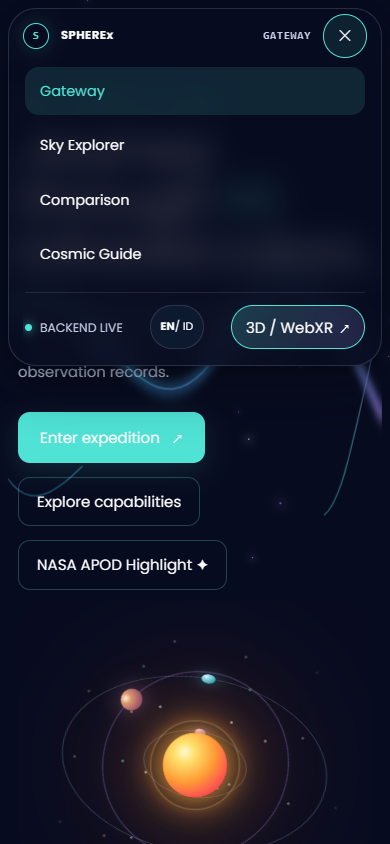 S SPHEREx GATEWAY
Gateway
Sky Explorer
Comparison
Cosmic Guide
BACKEND LIVE EN/ ID 3D / WebXR ↗
observation records.
Enter expedition ↗
Explore capabilities
NASA APOD Highlight ✦